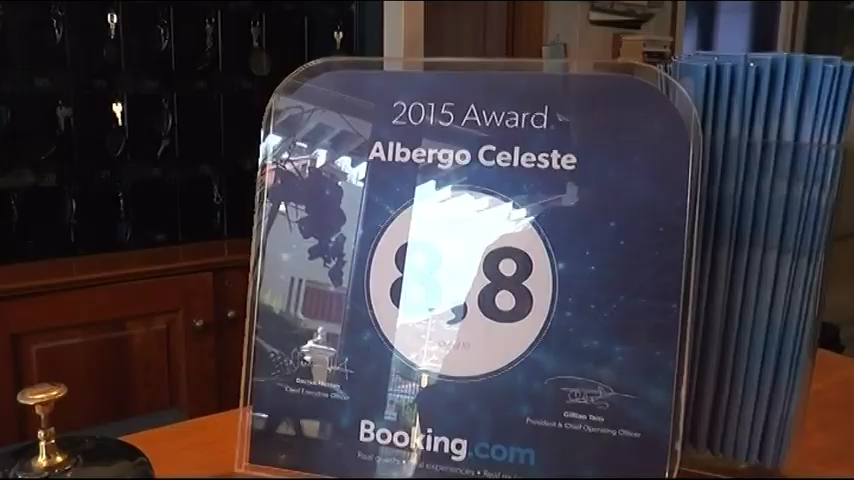 2015 Award
Albergo Celeste
8,8
Gillian Tans
Chief Executive Officer
President & Chief Operating Officer
Booking.com